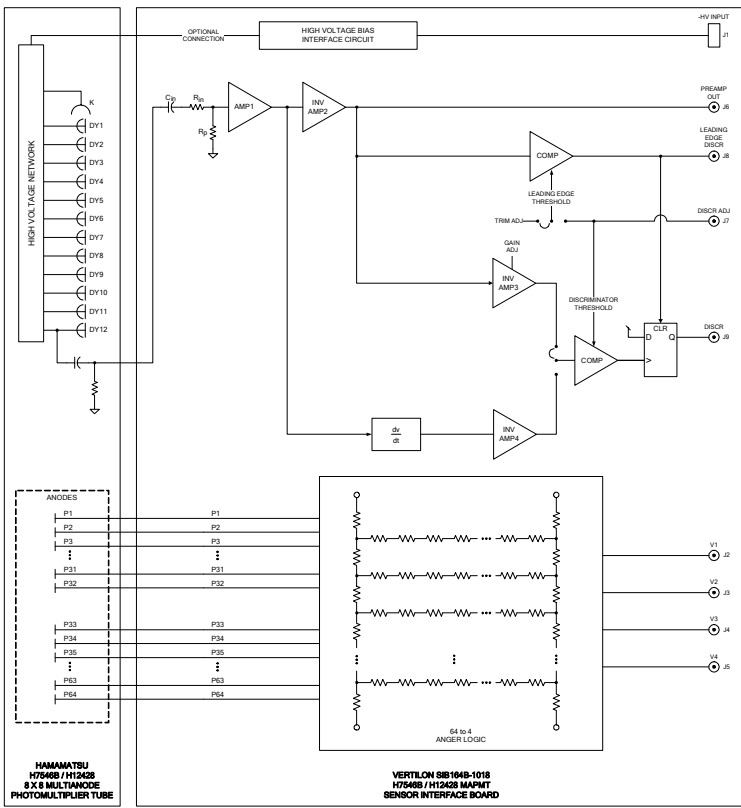 -HV INPUT
J1
OPTIONAL
CONNECTION
HIGH VOLTAGE BIAS
INTERFACE CIRCUIT
HIGH VOLTAGE NETWORK
K
DY1
DY2
DY3
DY4
DY5
DY6
DY7
DY8
DY9
DY10
DY11
DY12
Cin
Rin
Rp
AMP1
INV
AMP2
PREAMP
OUT
J6
LEADING
EDGE
DISCR
J8
COMP
LEADING EDGE
THRESHOLD
TRIM ADJ
DISCR ADJ
J7
GAIN
ADJ
INV
AMP3
DISCRIMINATOR
THRESHOLD
COMP
CLR
D
Q
>
DISCR
J9
dv
dt
INV
AMP4
ANODES
P1
P1
P2
P2
P3
P3
P31
P31
P32
P32
P33
P33
P34
P34
P35
P35
P63
P63
P64
P64
V1
J2
V2
J3
V3
J4
V4
J5
64 to 4
ANGER LOGIC
HAMAMATSU
H7546B / H12428
8 X 8 MULTIANODE
PHOTOMULTIPLIER TUBE
VERTILON SIB164B-1018
H7546B / H12428 MAPMT
SENSOR INTERFACE BOARD